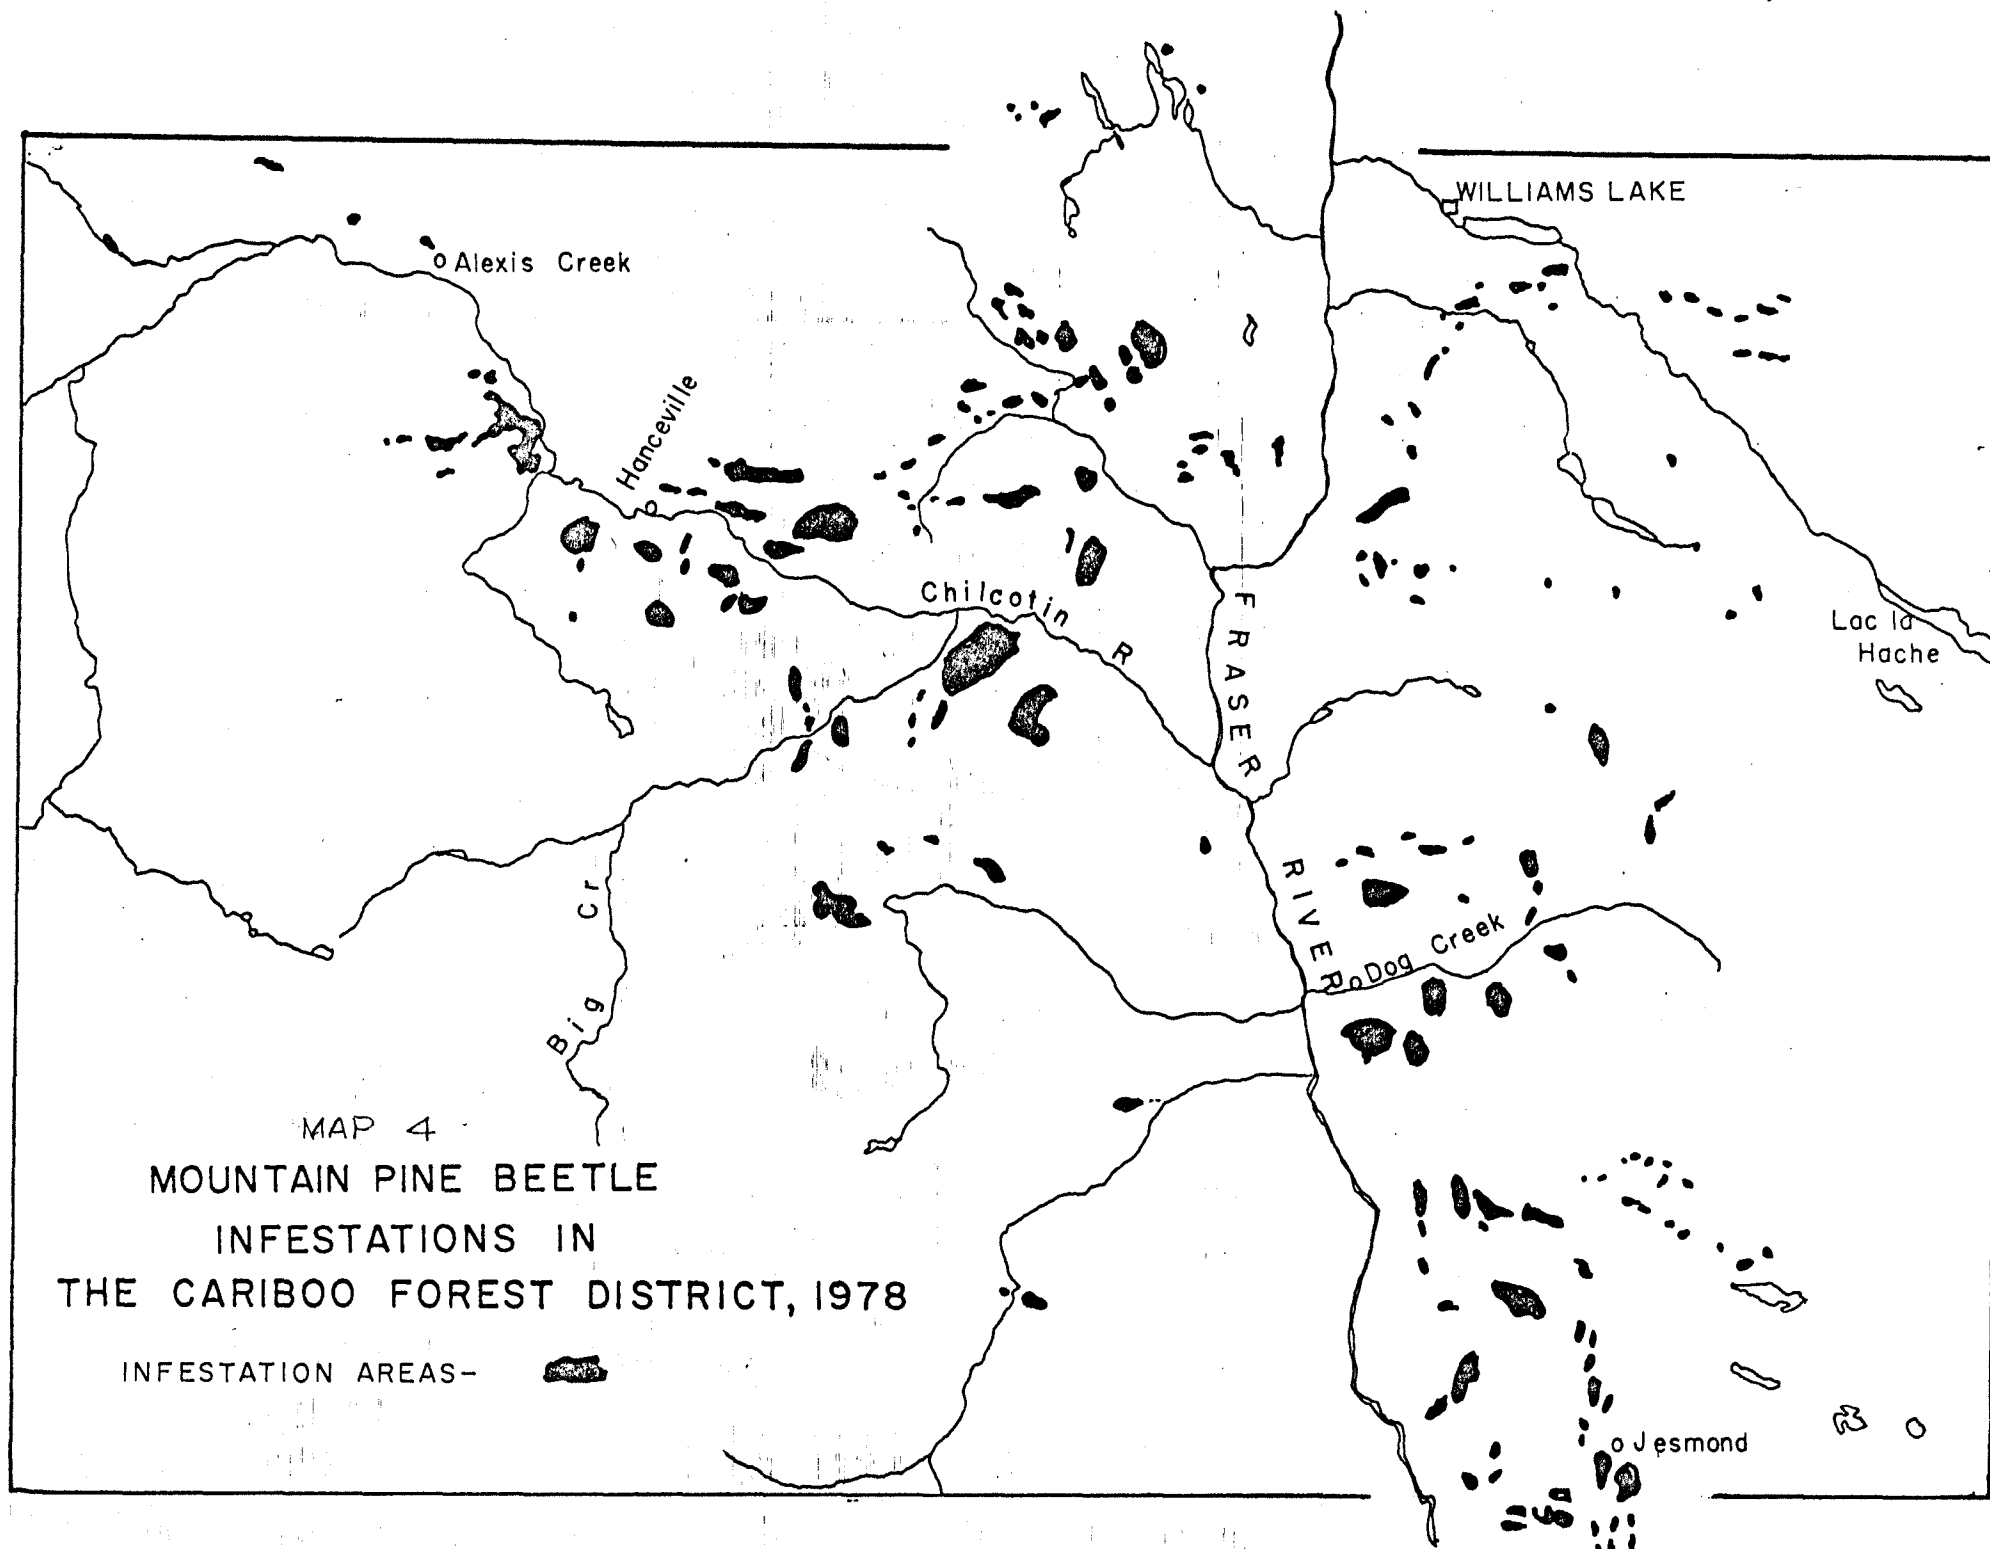 WILLIAMS LAKE
Alexis Creek
Hanceville
Chilcotin R
FRASER RIVER
Lac la
Hache
Big Cr
Dog Creek
MAP 4
MOUNTAIN PINE BEETLE
INFESTATIONS IN
THE CARIBOO FOREST DISTRICT, 1978
INFESTATION AREAS-
Jesmond